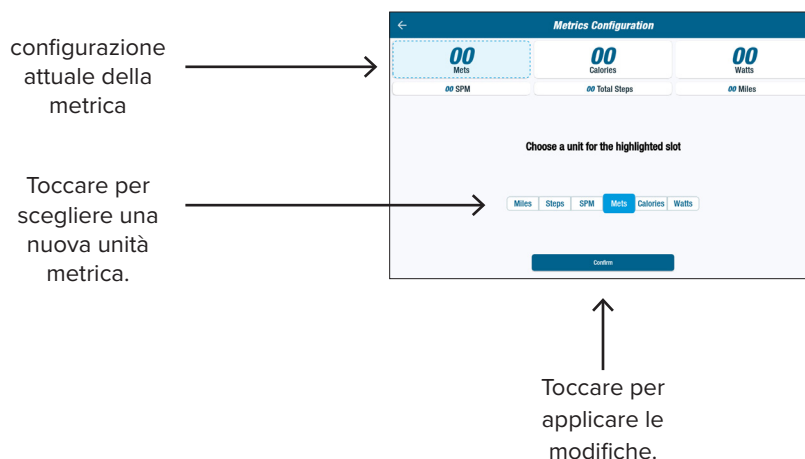 Metrics Configuration
configurazione
attuale della
metrica
00 00 00
Mets Calories Watts
00 SPM 00 Total Steps 00 Miles
Choose a unit for the highlighted slot
Toccare per
scegliere una
nuova unità
metrica.
Miles Steps SPM Mets Calories Watts
Confirm
Toccare per
applicare le
modifiche.